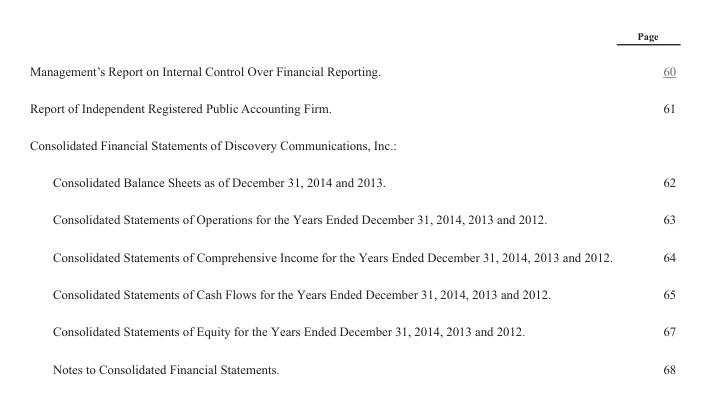 Page
Management's Report on Internal Control Over Financial Reporting. 60
Report of Independent Registered Public Accounting Firm. 61
Consolidated Financial Statements of Discovery Communications, Inc.:
Consolidated Balance Sheets as of December 31, 2014 and 2013. 62
Consolidated Statements of Operations for the Years Ended December 31, 2014, 2013 and 2012. 63
Consolidated Statements of Comprehensive Income for the Years Ended December 31, 2014, 2013 and 2012. 64
Consolidated Statements of Cash Flows for the Years Ended December 31, 2014, 2013 and 2012. 65
Consolidated Statements of Equity for the Years Ended December 31, 2014, 2013 and 2012. 67
Notes to Consolidated Financial Statements. 68